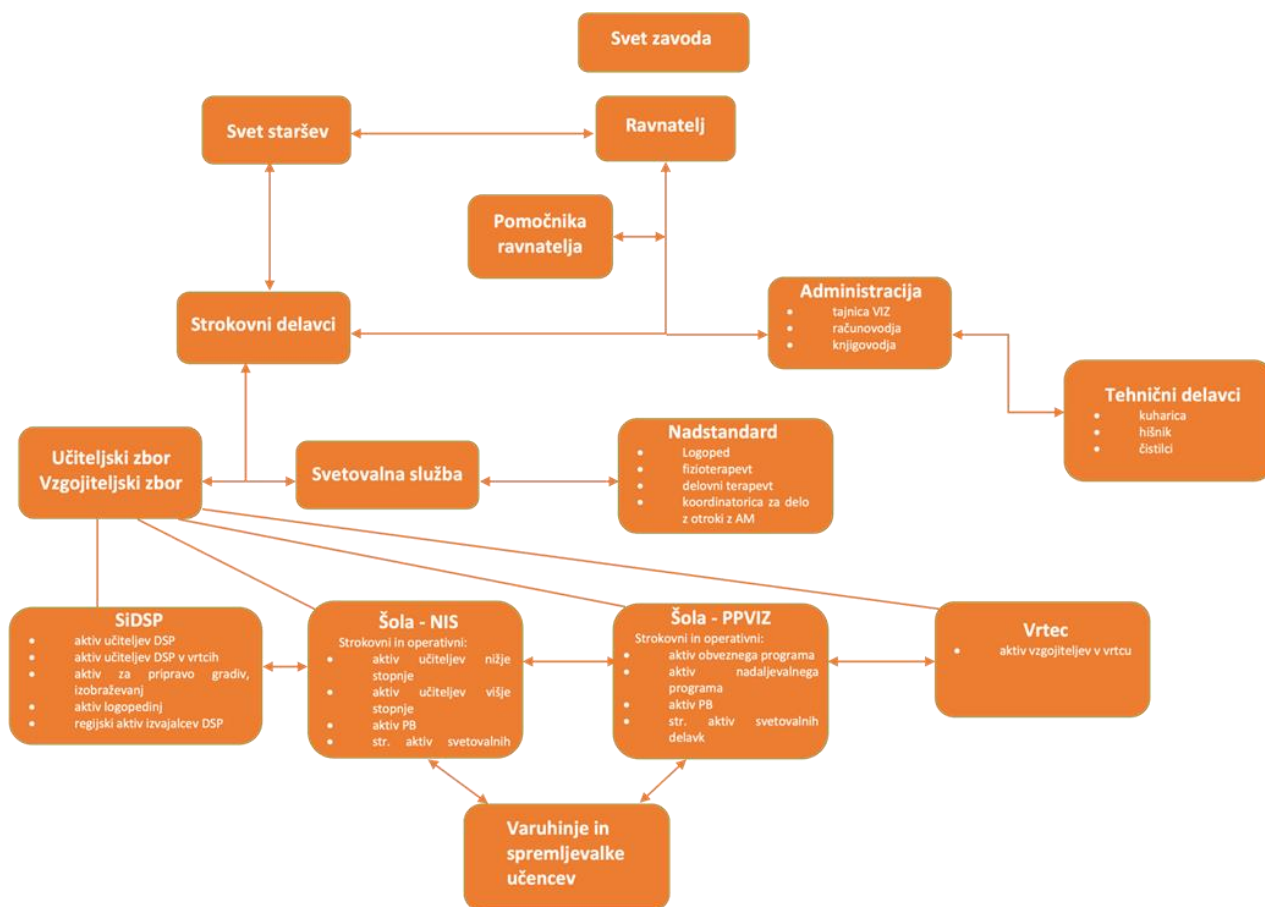 Svet zavoda
Svet staršev
Ravnatelj
Pomočnika
ravnatelja
Strokovni delavci
Administracija
tajnica VIZ
računovodja
knjigovodja
Tehnični delavci
kuharica
hišnik
čistilci
Učiteljski zbor
Vzgojiteljski zbor
Svetovalna služba
Nadstandard
Logoped
fizioterapevt
delovni terapevt
koordinatorica za delo
z otroki z AM
SiDSP
aktiv učiteljev DSP
aktiv učiteljev DSP v vrtcih
aktiv za pripravo gradiv,
izobraževanj
aktiv logopedinj
regijski aktiv izvajalcev DSP
Šola - NIS
Strokovni in operativni:
aktiv učiteljev nižje
stopnje
aktiv učiteljev višje
stopnje
aktiv PB
str. aktiv svetovalnih
Šola - PPVIZ
Strokovni in operativni:
aktiv obveznega programa
aktiv nadaljevalnega
programa
aktiv PB
str. aktiv svetovalnih
delavk
Vrtec
aktiv vzgojiteljev v vrtcu
Varuhinje in
spremljevalke
učencev